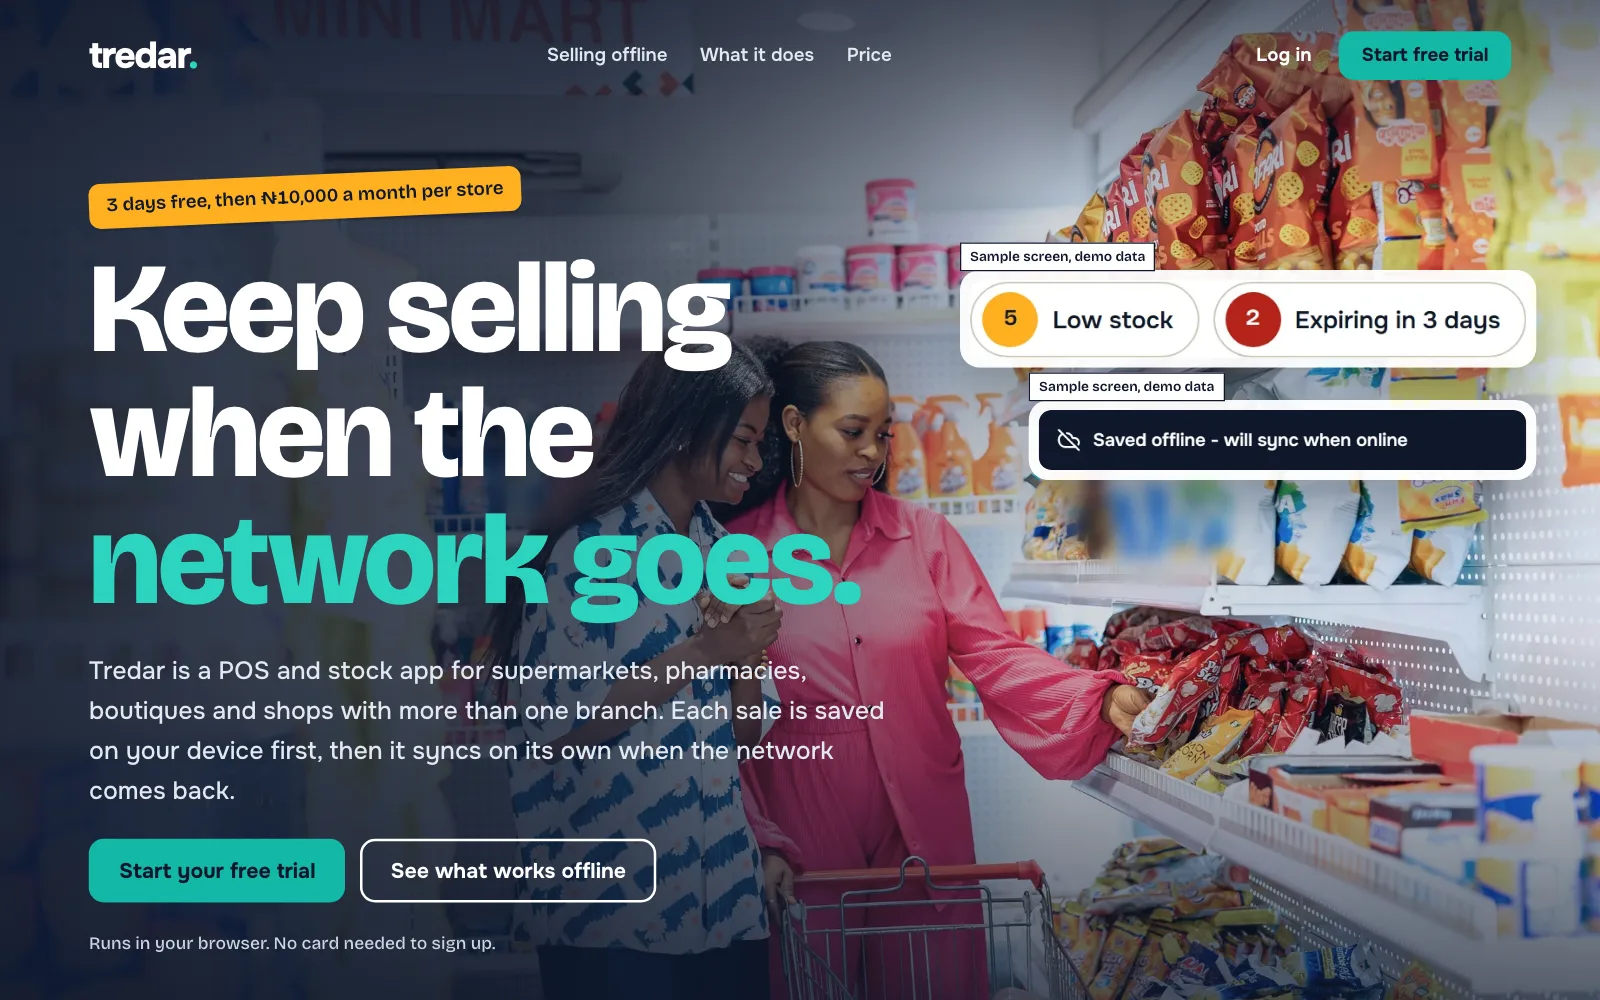 MINI MART
tredar.
Selling offline
What it does
Price
Log in
Start free trial
3 days free, then ₦10,000 a month per store
Keep selling
when the
network goes.
Sample screen, demo data
5 Low stock
2 Expiring in 3 days
Sample screen, demo data
Saved offline - will sync when online
Tredar is a POS and stock app for supermarkets, pharmacies,
boutiques and shops with more than one branch. Each sale is saved
on your device first, then it syncs on its own when the network
comes back.
Start your free trial
See what works offline
Runs in your browser. No card needed to sign up.